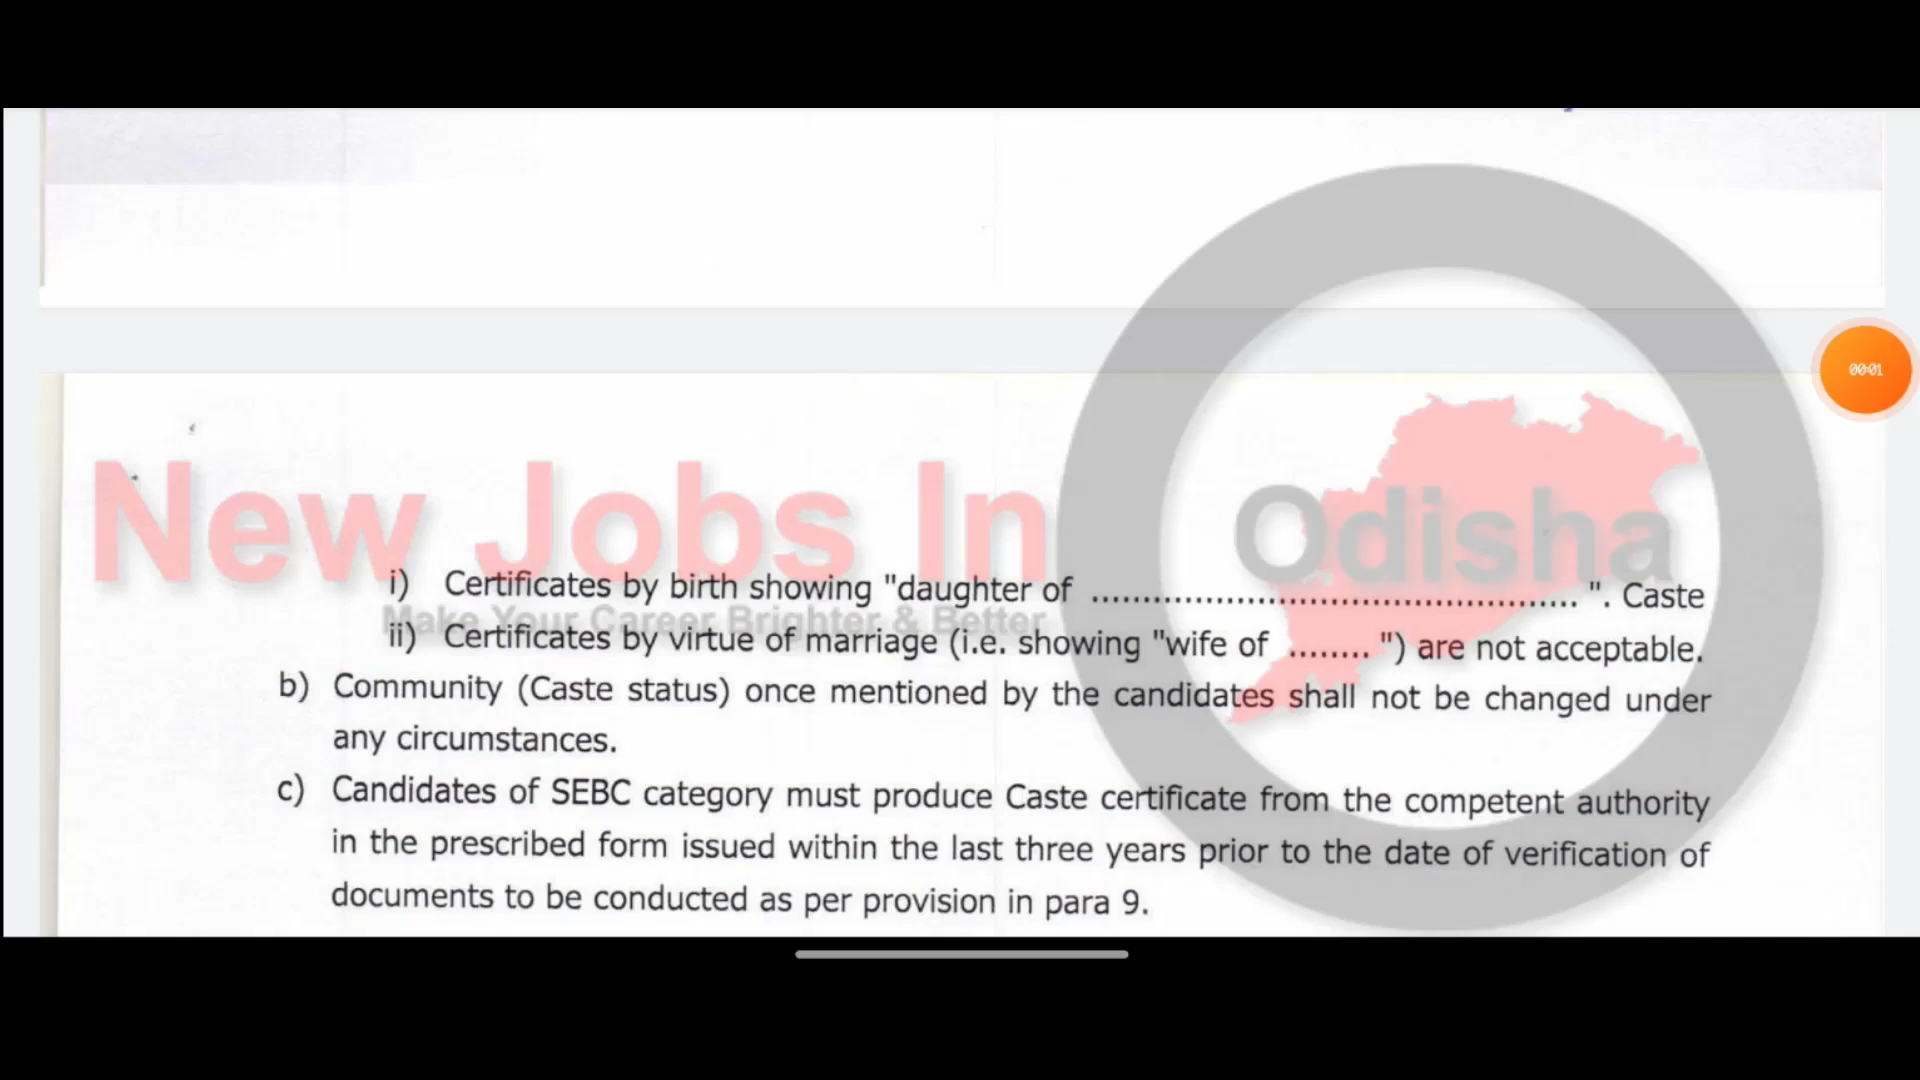 00:01
New Jobs In Odisha
Make Your Career Brighter & Better
i) Certificates by birth showing "daughter of ................................................ ". Caste
ii) Certificates by virtue of marriage (i.e. showing "wife of ........ ") are not acceptable.
b) Community (Caste status) once mentioned by the candidates shall not be changed under
any circumstances.
c) Candidates of SEBC category must produce Caste certificate from the competent authority
in the prescribed form issued within the last three years prior to the date of verification of
documents to be conducted as per provision in para 9.